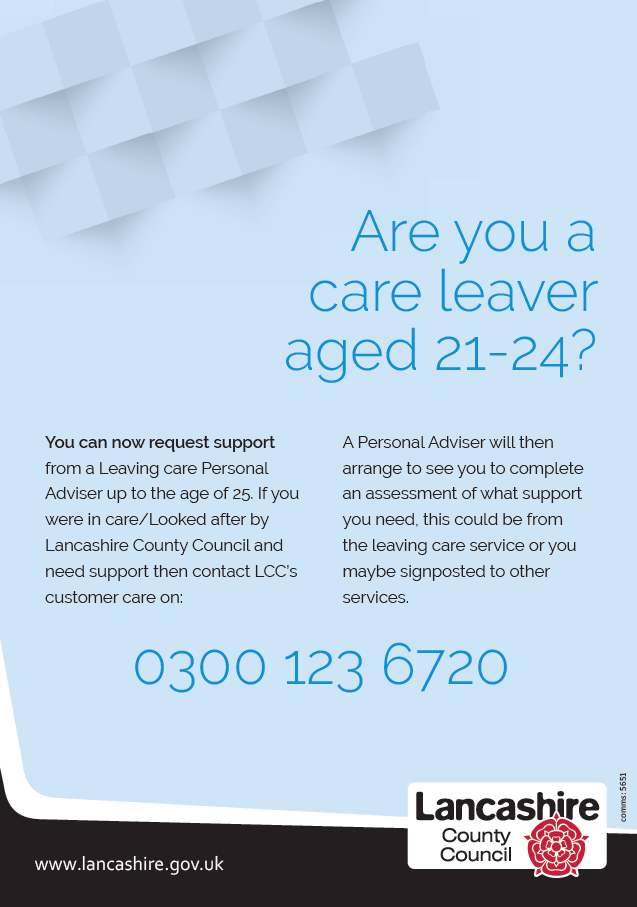 Are you a
care leaver
aged 21-24?
You can now request support
from a Leaving care Personal
Adviser up to the age of 25. If you
were in care/Looked after by
Lancashire County Council and
need support then contact LCC's
customer care on:
A Personal Adviser will then
arrange to see you to complete
an assessment of what support
you need, this could be from
the leaving care service or you
maybe signposted to other
services.
0300 123 6720
comms: 5651
Lancashire
County
Council
www.lancashire.gov.uk